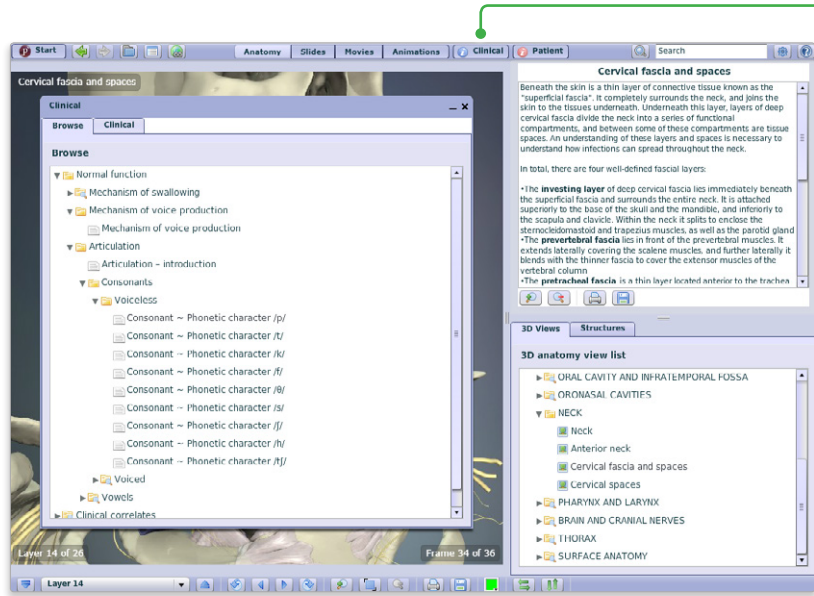 Start
Anatomy
Slides
Movies
Animations
Clinical
Patient
Search
Cervical fascia and spaces
Clinical
Browse
Clinical
Browse
Normal function
Mechanism of swallowing
Mechanism of voice production
Mechanism of voice production
Articulation
Articulation – introduction
Consonants
Voiceless
Consonant ~ Phonetic character /p/
Consonant ~ Phonetic character /t/
Consonant ~ Phonetic character /k/
Consonant ~ Phonetic character /f/
Consonant ~ Phonetic character /θ/
Consonant ~ Phonetic character /s/
Consonant ~ Phonetic character /ʃ/
Consonant ~ Phonetic character /h/
Consonant ~ Phonetic character /tʃ/
Voiced
Vowels
Clinical correlates
Layer 14 of 26
Frame 34 of 36
Cervical fascia and spaces
Beneath the skin is a thin layer of connective tissue known as the
"superficial fascia". It completely surrounds the neck, and joins the
skin to the tissues underneath. Underneath this layer, layers of deep
cervical fascia divide the neck into a series of functional
compartments, and between some of these compartments are tissue
spaces. An understanding of these layers and spaces is necessary to
understand how infections can spread throughout the neck.
In total, there are four well-defined fascial layers:
•The investing layer of deep cervical fascia lies immediately beneath
the superficial fascia and surrounds the entire neck. It is attached
superiorly to the base of the skull and the mandible, and inferiorly to
the scapula and clavicle. Within the neck it splits to enclose the
sternocleidomastoid and trapezius muscles, as well as the parotid gland
•The prevertebral fascia lies in front of the prevertebral muscles. It
extends laterally covering the scalene muscles, and further laterally it
blends with the thinner fascia to cover the extensor muscles of the
vertebral column
•The pretracheal fascia is a thin layer located anterior to the trachea
3D Views
Structures
3D anatomy view list
ORAL CAVITY AND INFRATEMPORAL FOSSA
ORONASAL CAVITIES
NECK
Neck
Anterior neck
Cervical fascia and spaces
Cervical spaces
PHARYNX AND LARYNX
BRAIN AND CRANIAL NERVES
THORAX
SURFACE ANATOMY
Layer 14